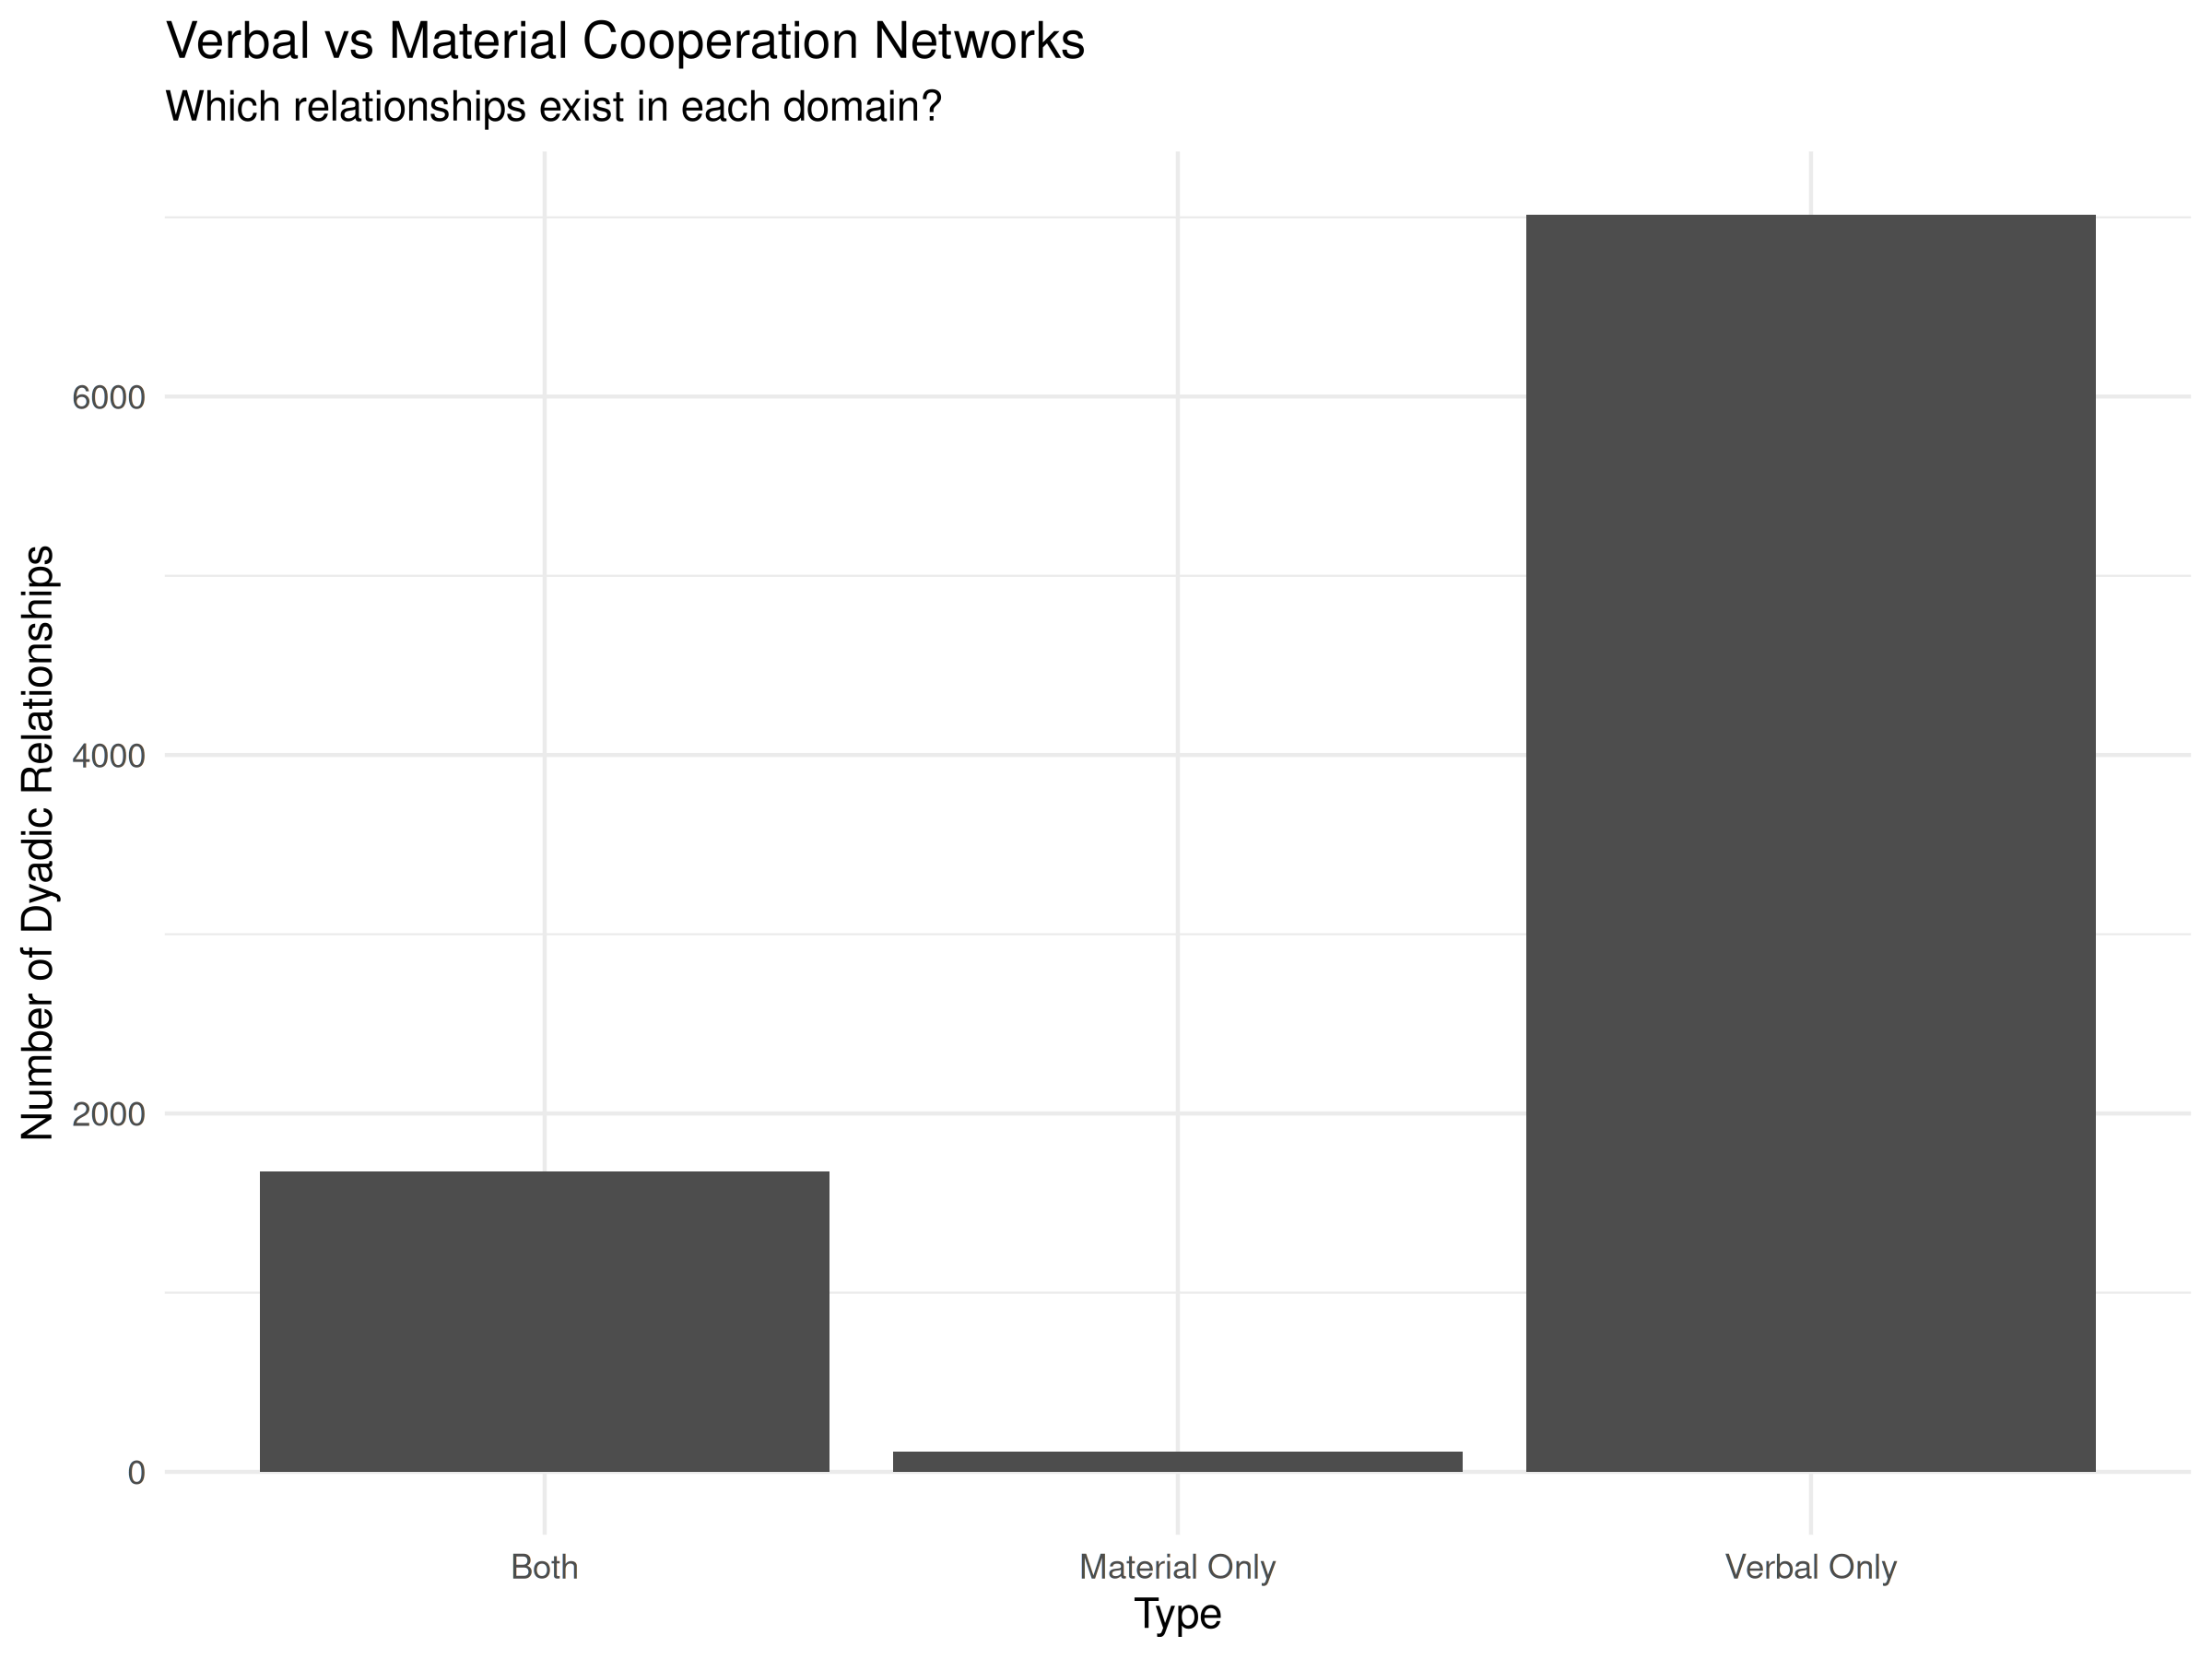 Verbal vs Material Cooperation Networks
Which relationships exist in each domain?
Number of Dyadic Relationships
6000
4000
2000
0
Both
Material Only
Verbal Only
Type